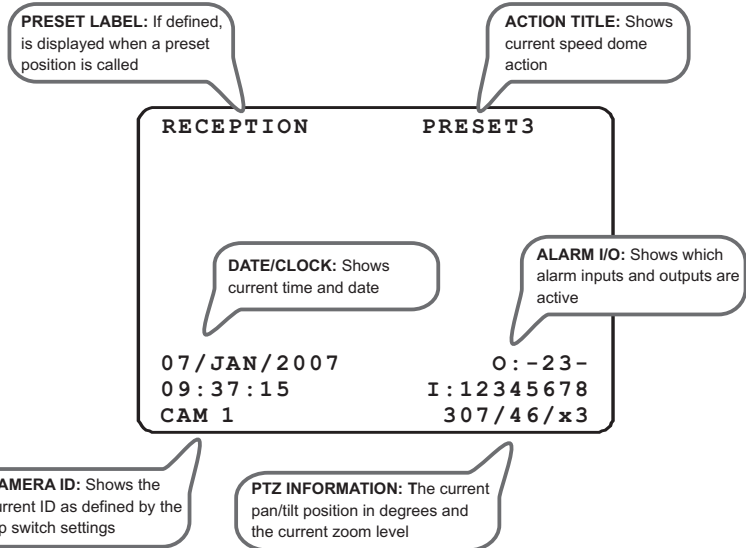 PRESET LABEL: If defined,
is displayed when a preset
position is called
ACTION TITLE: Shows
current speed dome
action
RECEPTION
PRESET3
DATE/CLOCK: Shows
current time and date
ALARM I/O: Shows which
alarm inputs and outputs are
active
07/JAN/2007
O:-23-
09:37:15
I:12345678
CAM 1
307/46/x3
AMERA ID: Shows the
urrent ID as defined by the
p switch settings
PTZ INFORMATION: The current
pan/tilt position in degrees and
the current zoom level